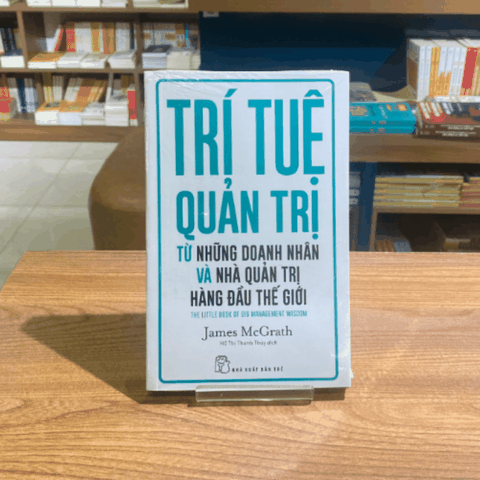 TRÍ TUỆ
QUẢN TRỊ
TỪ NHỮNG DOANH NHÂN
VÀ NHÀ QUẢN TRỊ
HÀNG ĐẦU THẾ GIỚI
THE LITTLE BOOK OF BIG MANAGEMENT WISDOM
James McGrath
NHÀ XUẤT BẢN TRẺ